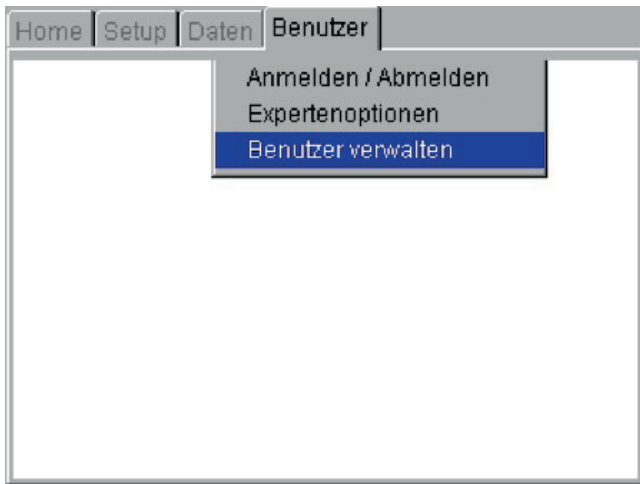 Home Setup Daten Benutzer
Anmelden / Abmelden
Expertenoptionen
Benutzer verwalten